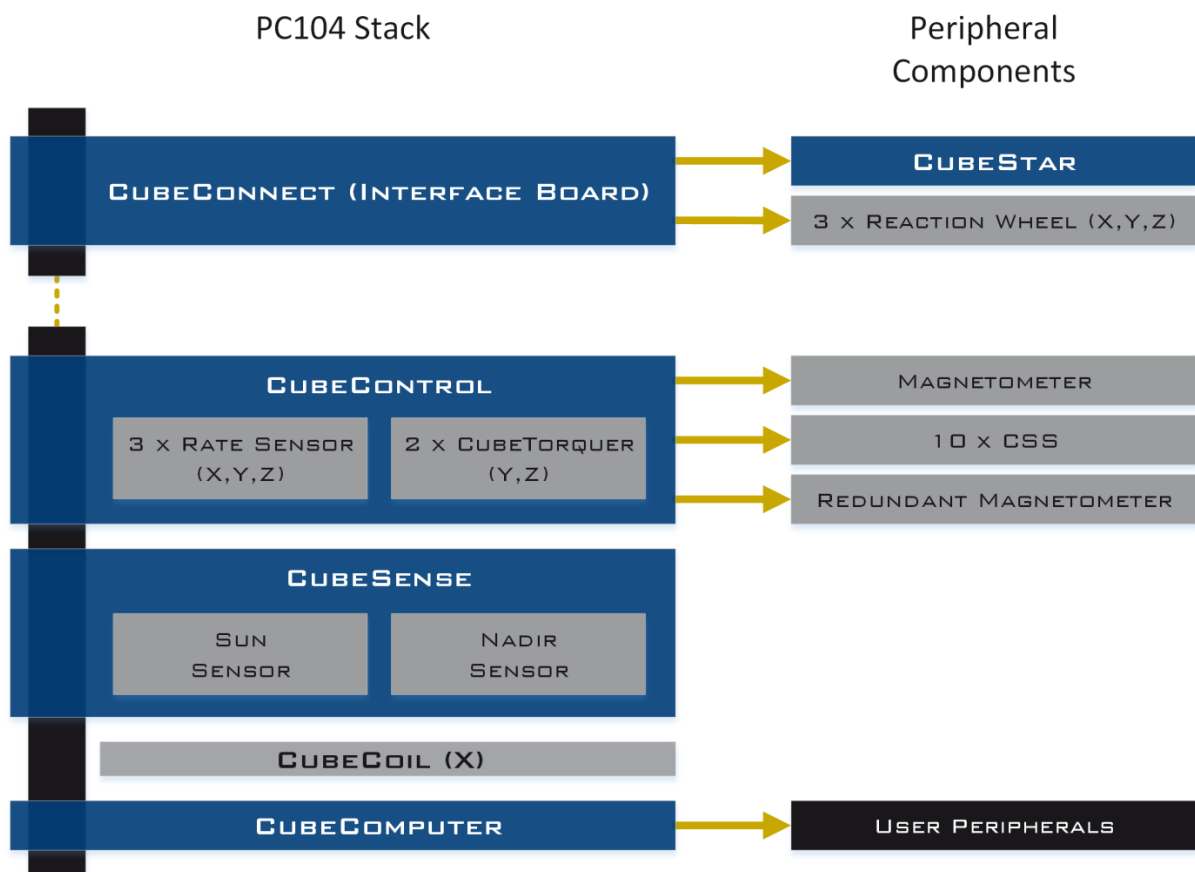 PC104 Stack
Peripheral
Components
CubeConnect (Interface Board)
CubeStar
3 x Reaction Wheel (X,Y,Z)
CubeControl
3 x Rate Sensor
(X,Y,Z)
2 x CubeTorquer
(Y,Z)
Magnetometer
10 x CSS
Redundant Magnetometer
CubeSense
Sun
Sensor
Nadir
Sensor
CubeCoil (X)
CubeComputer
User Peripherals